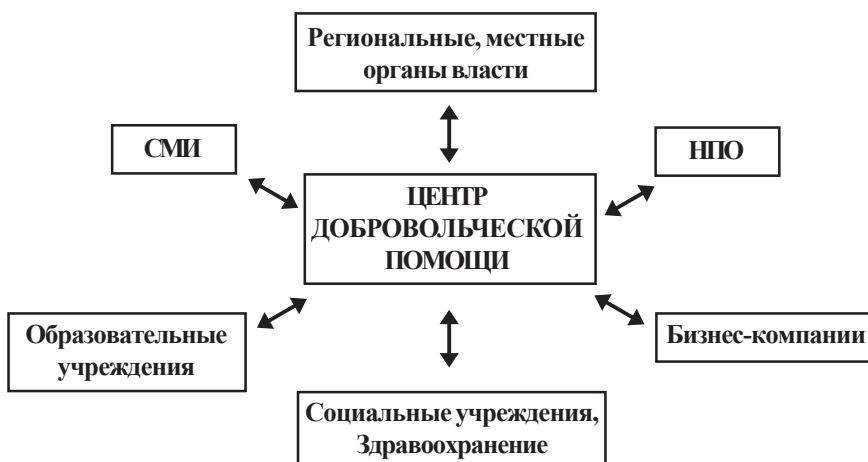 Региональные, местные
органы власти
СМИ
НПО
ЦЕНТР
ДОБРОВОЛЬЧЕСКОЙ
ПОМОЩИ
Образовательные
учреждения
Бизнес-компании
Социальные учреждения,
Здравоохранение